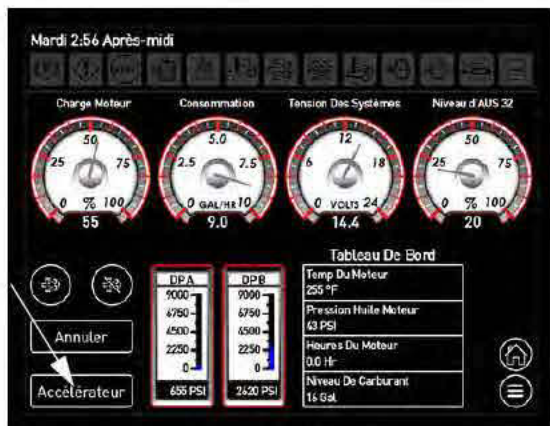 Mardi 2:56 Après-midi
Charge Moteur
Consommation
Tension Des Systèmes
Niveau d'AUS 32
50
25 75
0 % 100
55
5.0
2.5 7.5
0 GAL/HR 10
9.0
12
6 18
0 VOLTS 24
14.4
50
25 75
0 % 100
20
Annuler
Accélérateur
DPA
9000
6750
4500
2250
0
655 PSI
DPB
9000
6750
4500
2250
0
2620 PSI
Tableau De Bord
Temp Du Moteur
255 °F
Pression Huile Moteur
63 PSI
Heures Du Moteur
0.0 Hr
Niveau De Carburant
16 Gal